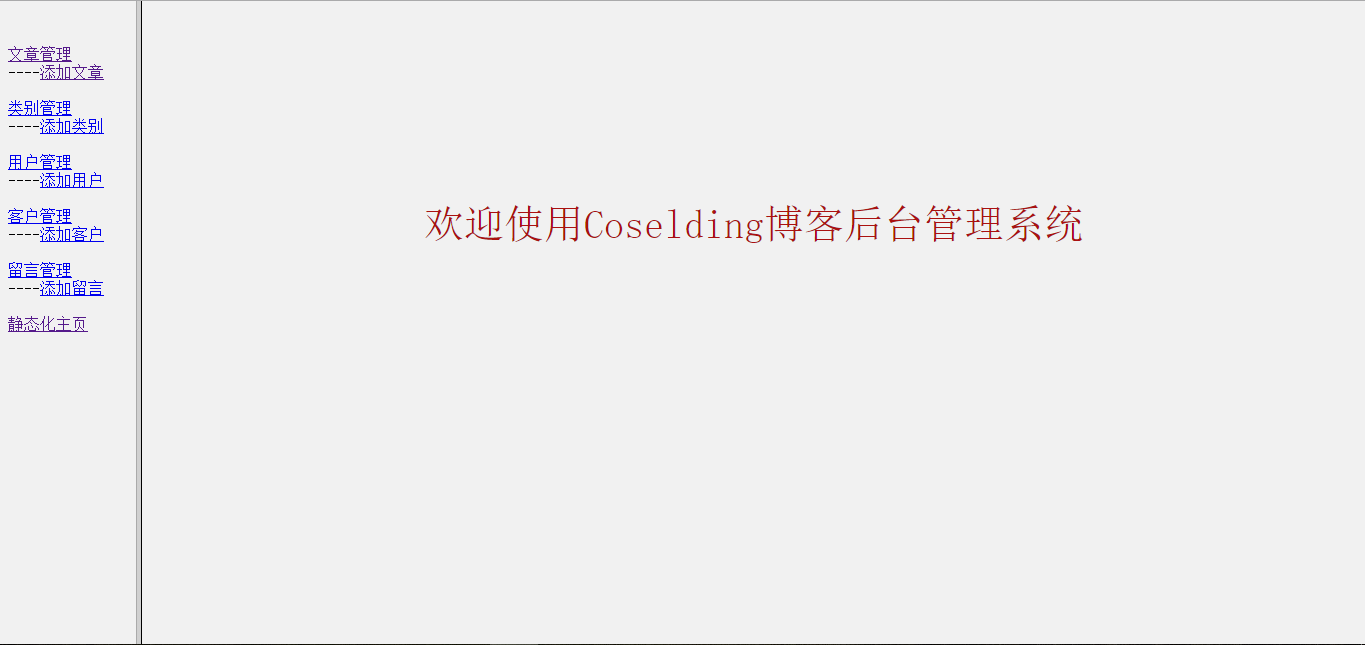 文章管理
----添加文章
类别管理
----添加类别
用户管理
----添加用户
客户管理
----添加客户
留言管理
----添加留言
静态化主页
欢迎使用Coselding博客后台管理系统